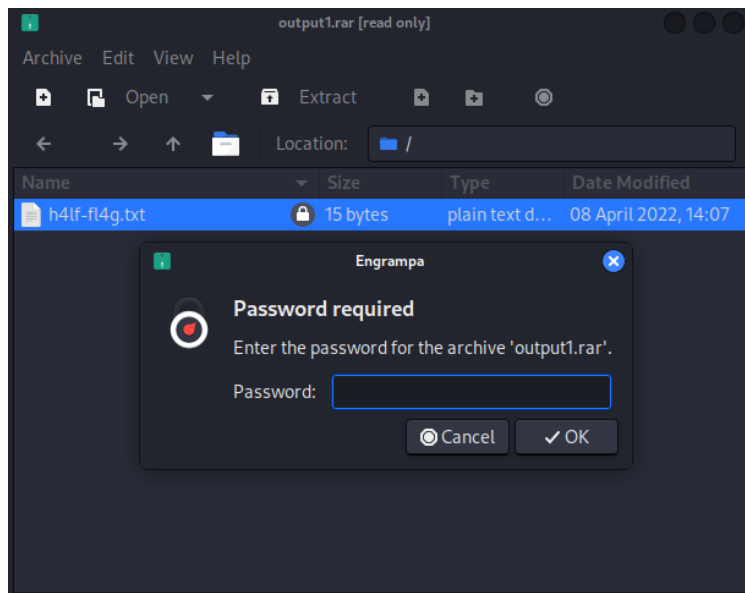 output1.rar [read only]
Archive Edit View Help
Open Extract
Location: /
Name Size Type Date Modified
h4lf-fl4g.txt 15 bytes plain text d... 08 April 2022, 14:07
Engrampa
Password required
Enter the password for the archive 'output1.rar'.
Password:
Cancel OK